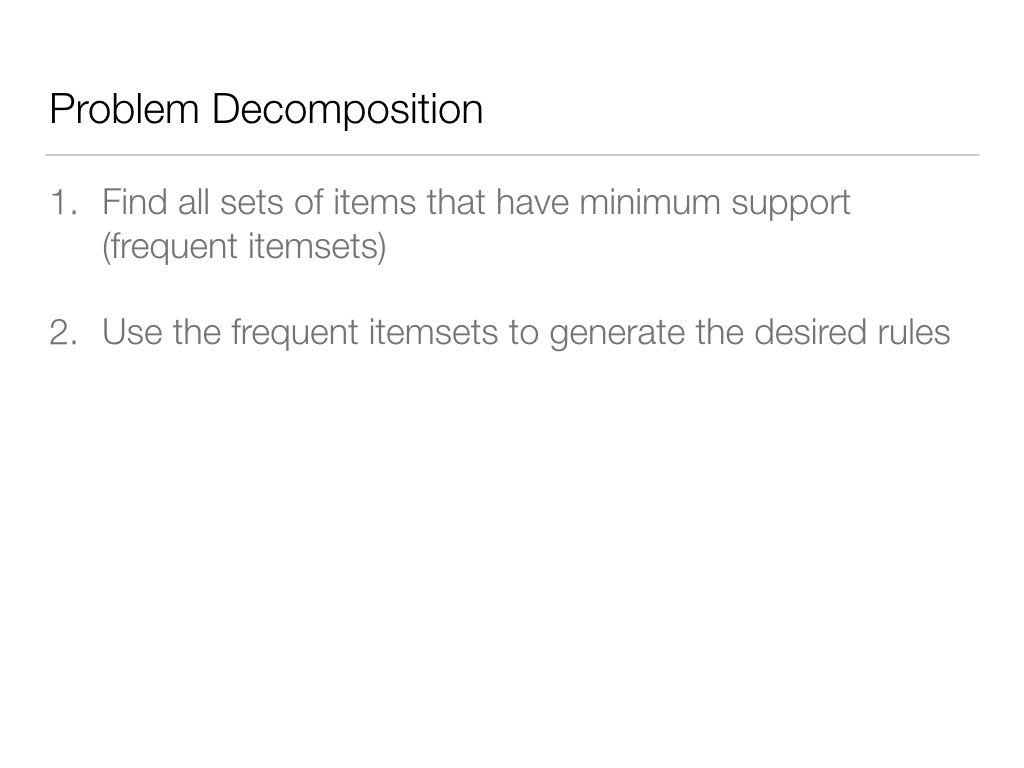 Problem Decomposition
1. Find all sets of items that have minimum support
(frequent itemsets)
2. Use the frequent itemsets to generate the desired rules